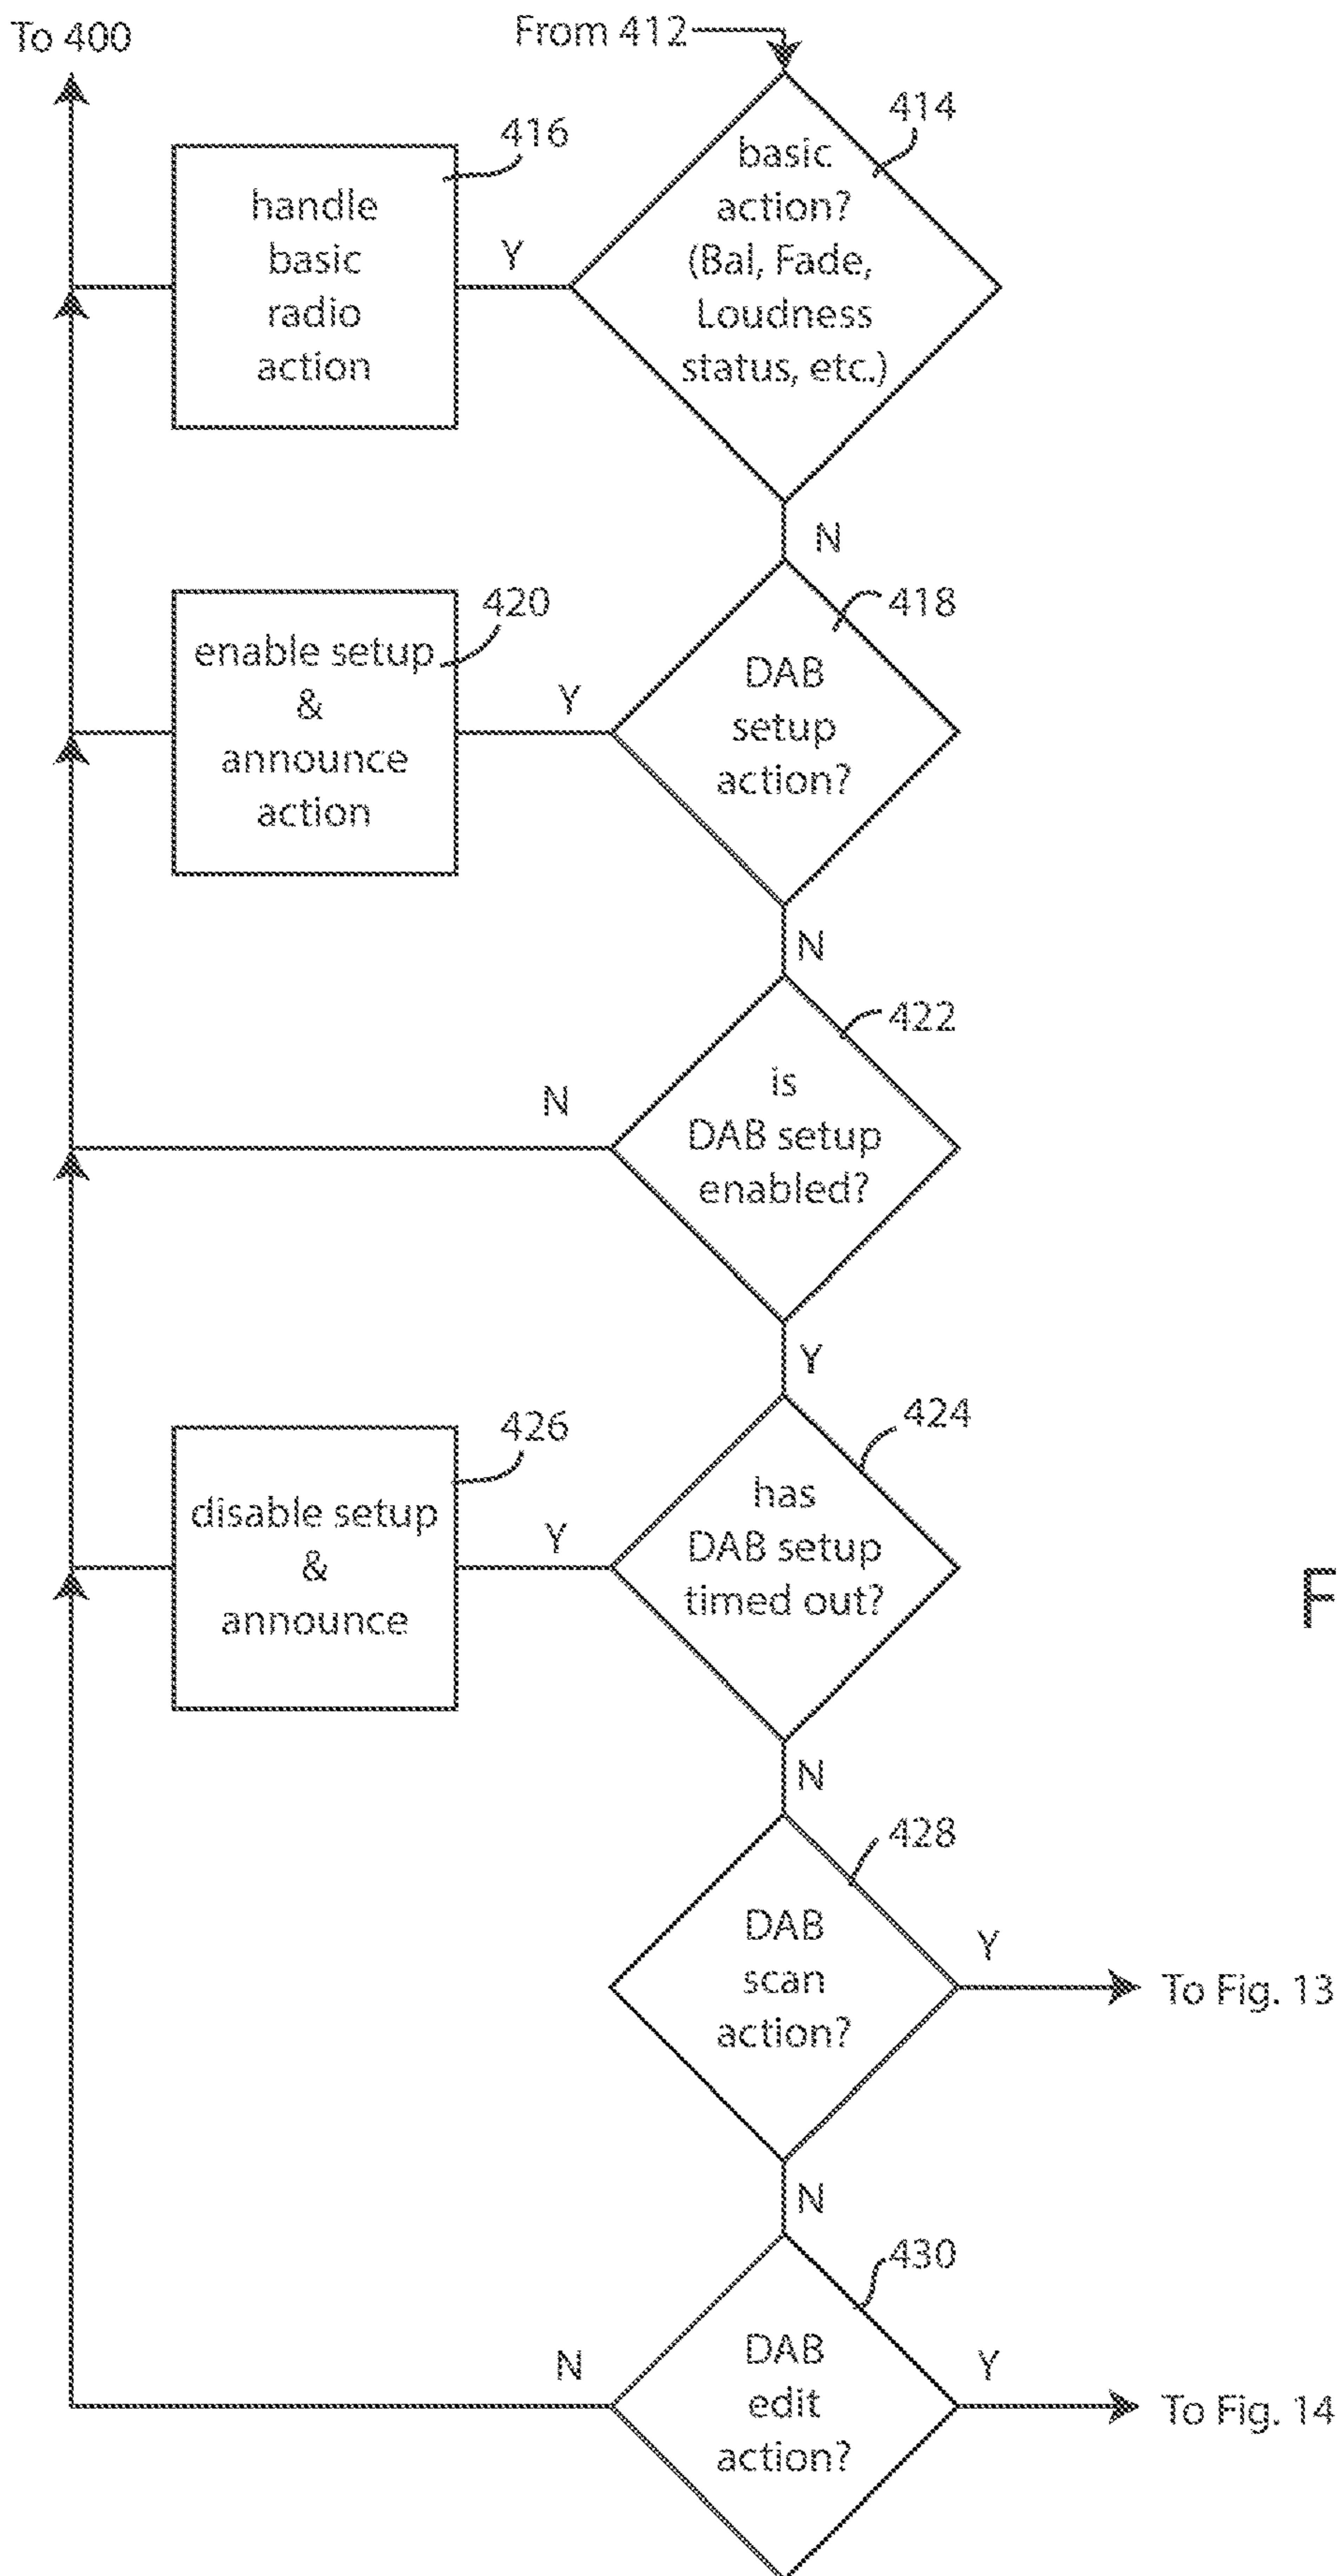 To 400
From 412
414
416
basic
action?
(Bal, Fade,
Loudness
status, etc.)
handle
basic
radio
action
Y
N
418
420
DAB
setup
action?
enable setup
&
announce
action
Y
N
422
is
DAB setup
enabled?
N
Y
424
426
has
DAB setup
timed out?
disable setup
&
announce
Y
F
N
428
DAB
scan
action?
Y
To Fig. 13
N
430
DAB
edit
action?
N
Y
To Fig. 14